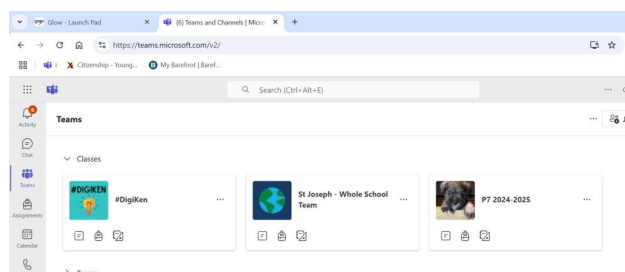 Glow - Launch Pad
(6) Teams and Channels | Micro
https://teams.microsoft.com/v2/
Citizenship - Young...
My Barefoot | Baref...
Search (Ctrl+Alt+E)
Activity
Teams
Chat
Classes
Teams
#DIGIKEN
#DigiKen
St Joseph - Whole School
Team
P7 2024-2025
Assignments
Calendar